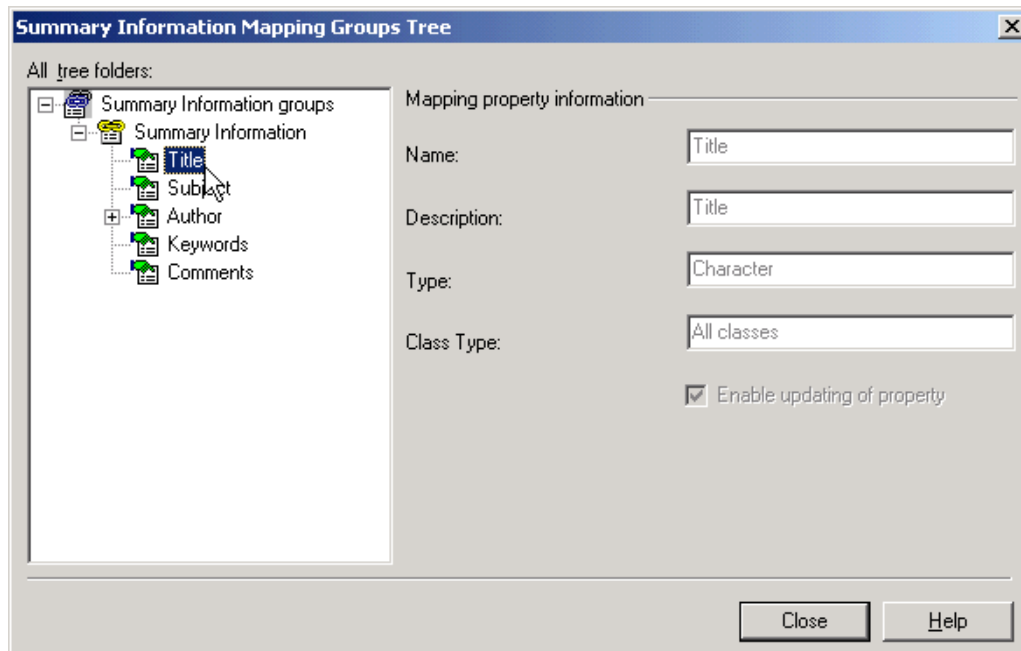 Summary Information Mapping Groups Tree
All tree folders:
Summary Information groups
Summary Information
Title
Subject
Author
Keywords
Comments
Mapping property information
Name:
Title
Description:
Title
Type:
Character
Class Type:
All classes
Enable updating of property
Close
Help